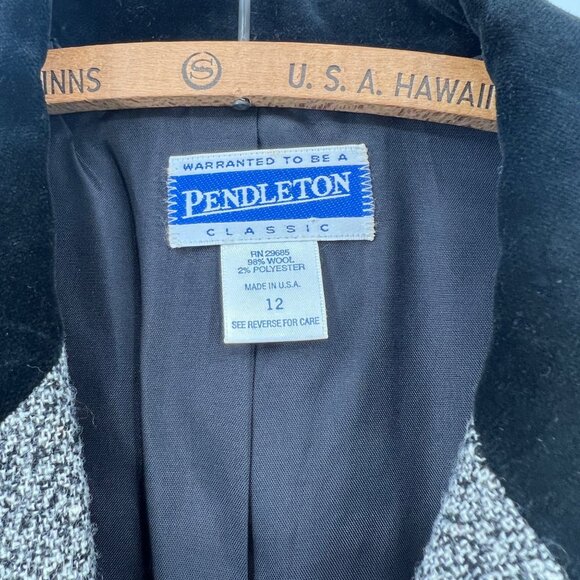 INNS S U. S. A. HAWAII
WARRANTED TO BE A
PENDLETON
CLASSIC
RN 29685
98% WOOL
2% POLYESTER
MADE IN U.S.A.
12
SEE REVERSE FOR CARE